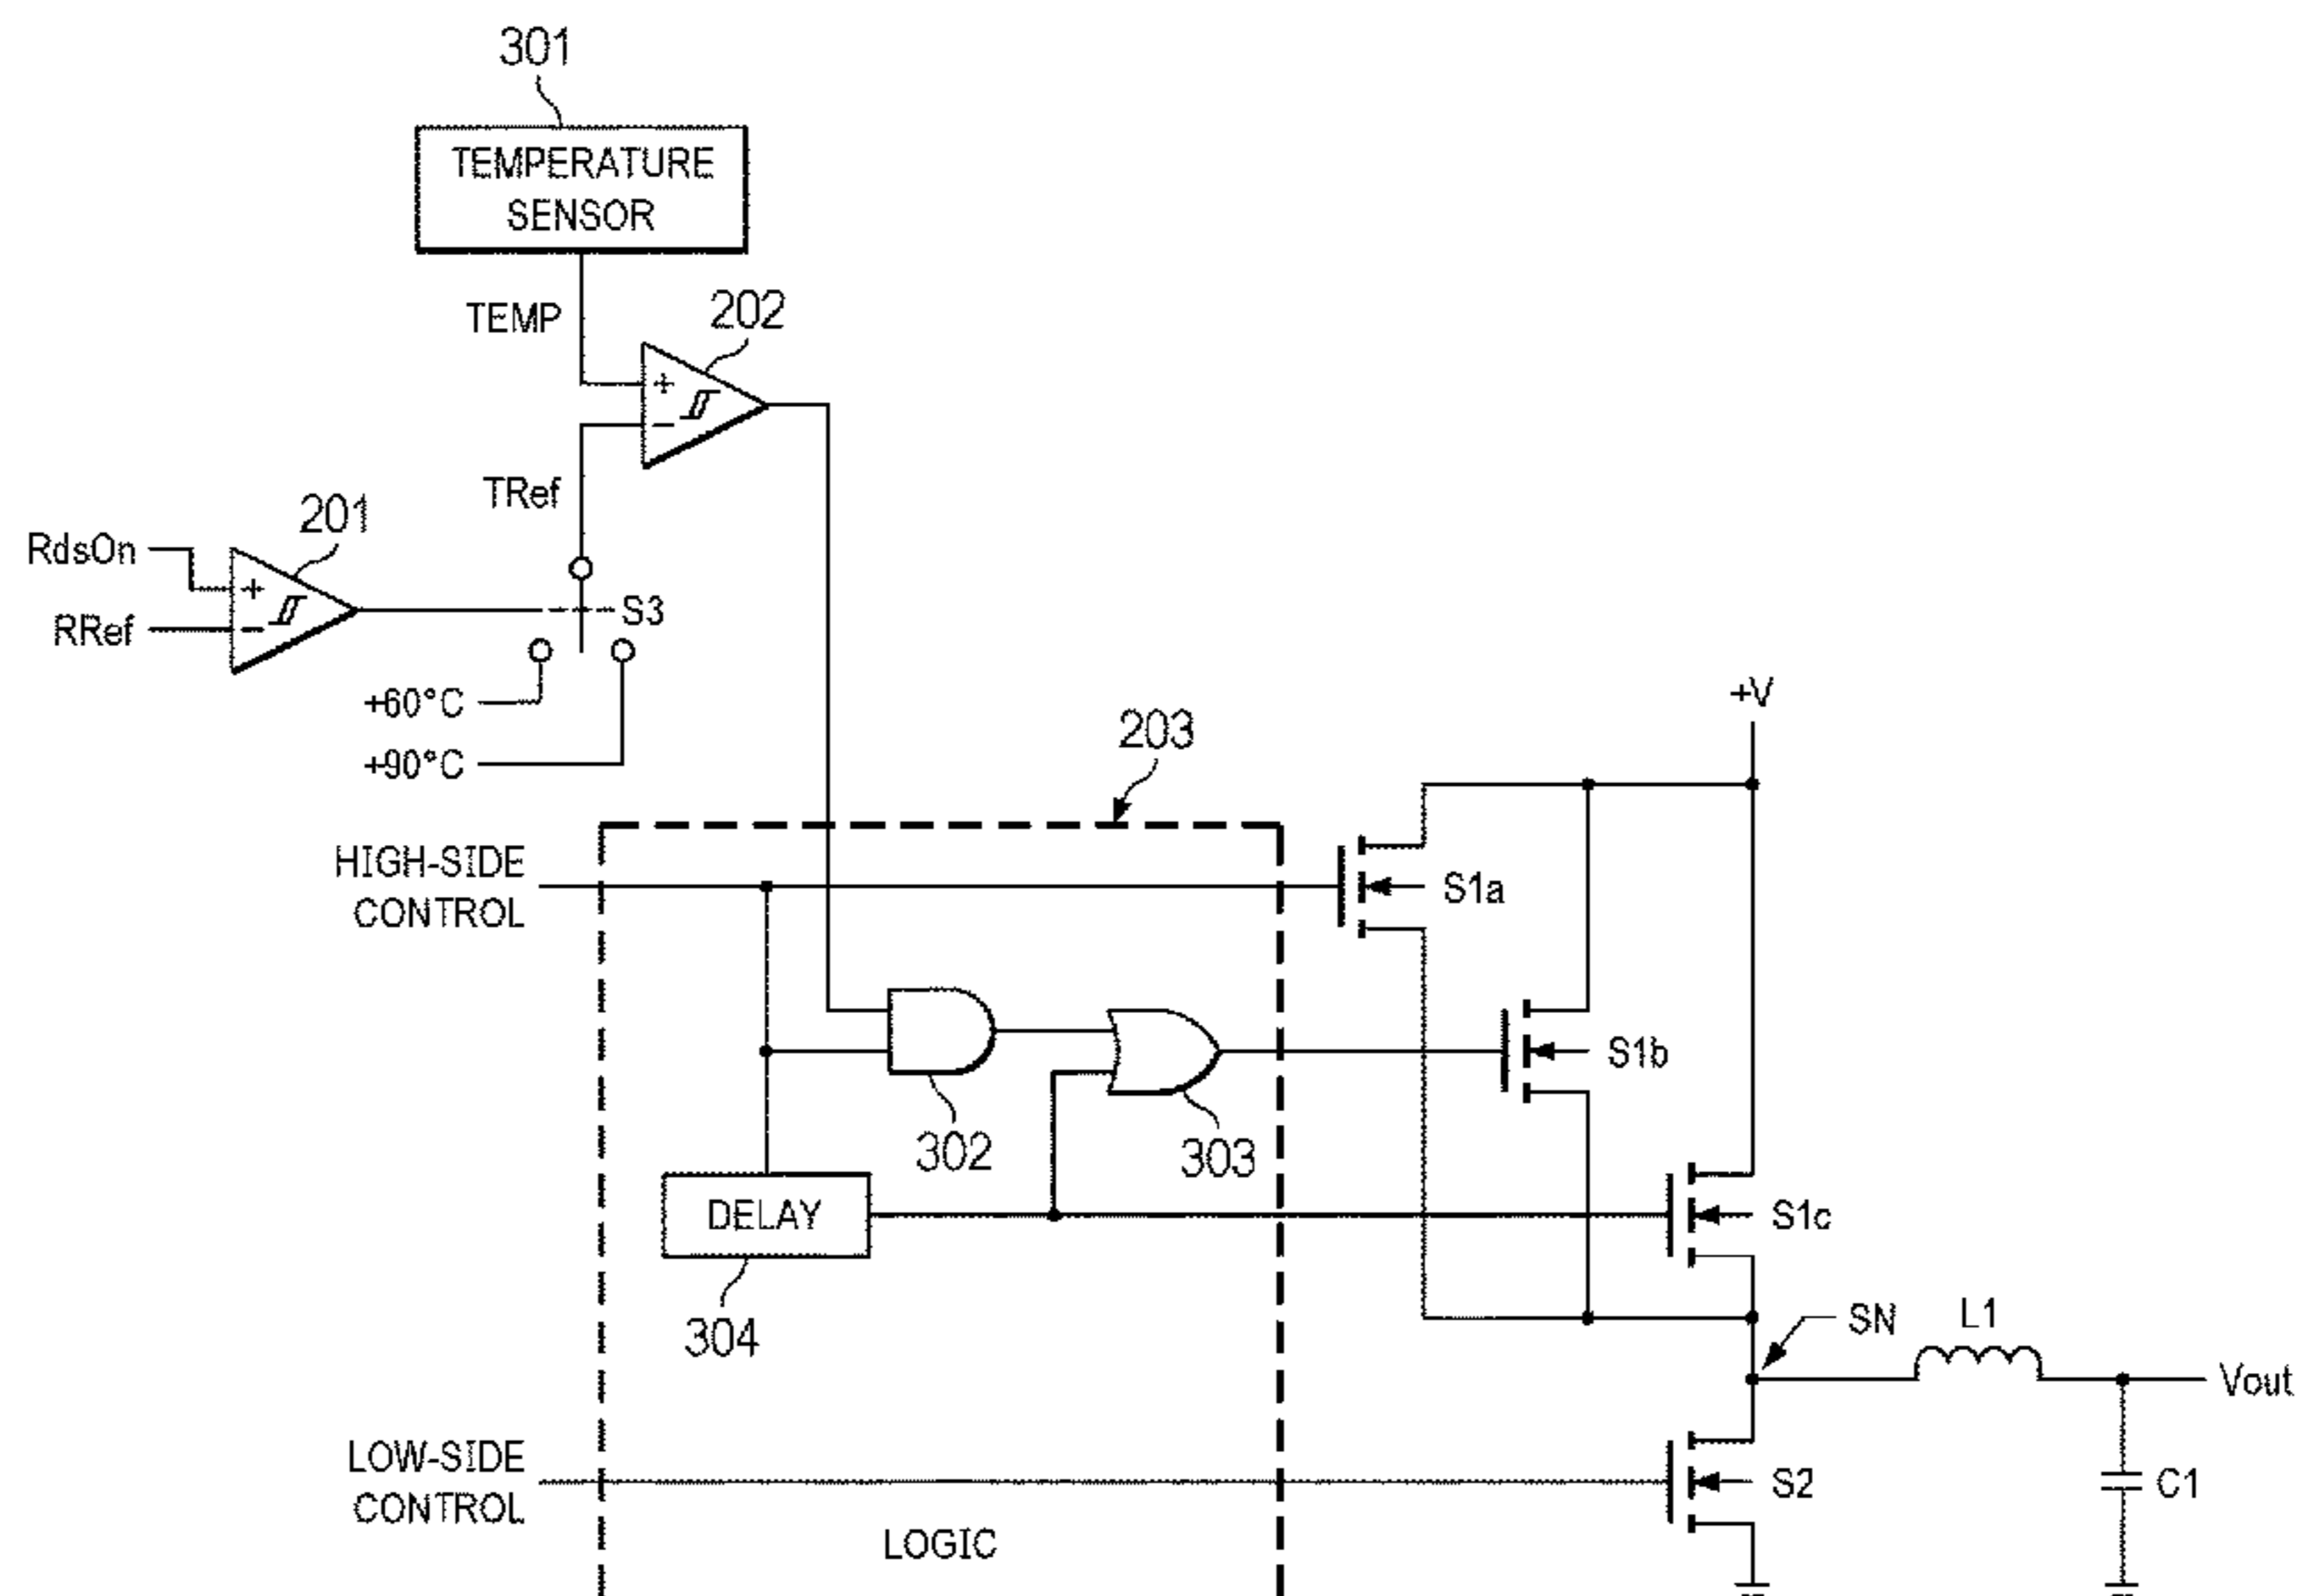 301
TEMPERATURE
SENSOR
TEMP
202
+
−
TRef
201
RdsOn
+
RRef
−
S3
+60°C
+90°C
203
+V
HIGH-SIDE
CONTROL
S1a
S1b
302
303
DELAY
S1c
304
SN
L1
Vout
LOW-SIDE
CONTROL
S2
C1
LOGIC